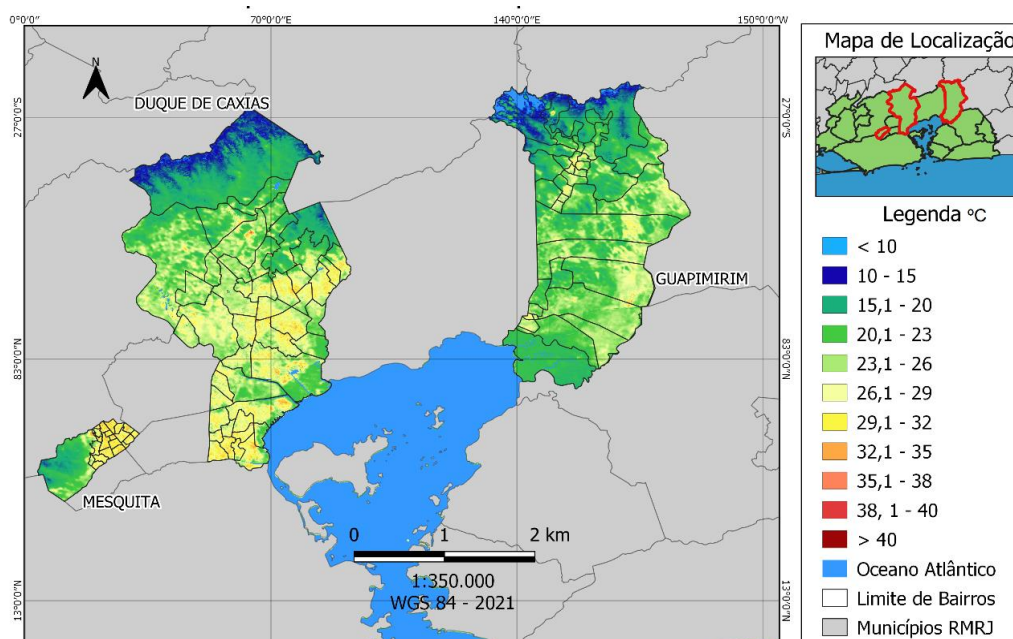 0°0'0"E
70°0'0"E
140°0'0"E
150°0'0"W
N
DUQUE DE CAXIAS
27°0'0"S
27°0'0"S
GUAPIMIRIM
83°0'0"N
83°0'0"N
MESQUITA
0 1 2 km
1:350.000
WGS 84 - 2021
13°0'0"N
13°0'0"N
Mapa de Localização
Legenda ºC
< 10
10 - 15
15,1 - 20
20,1 - 23
23,1 - 26
26,1 - 29
29,1 - 32
32,1 - 35
35,1 - 38
38, 1 - 40
> 40
Oceano Atlântico
Limite de Bairros
Municípios RMRJ